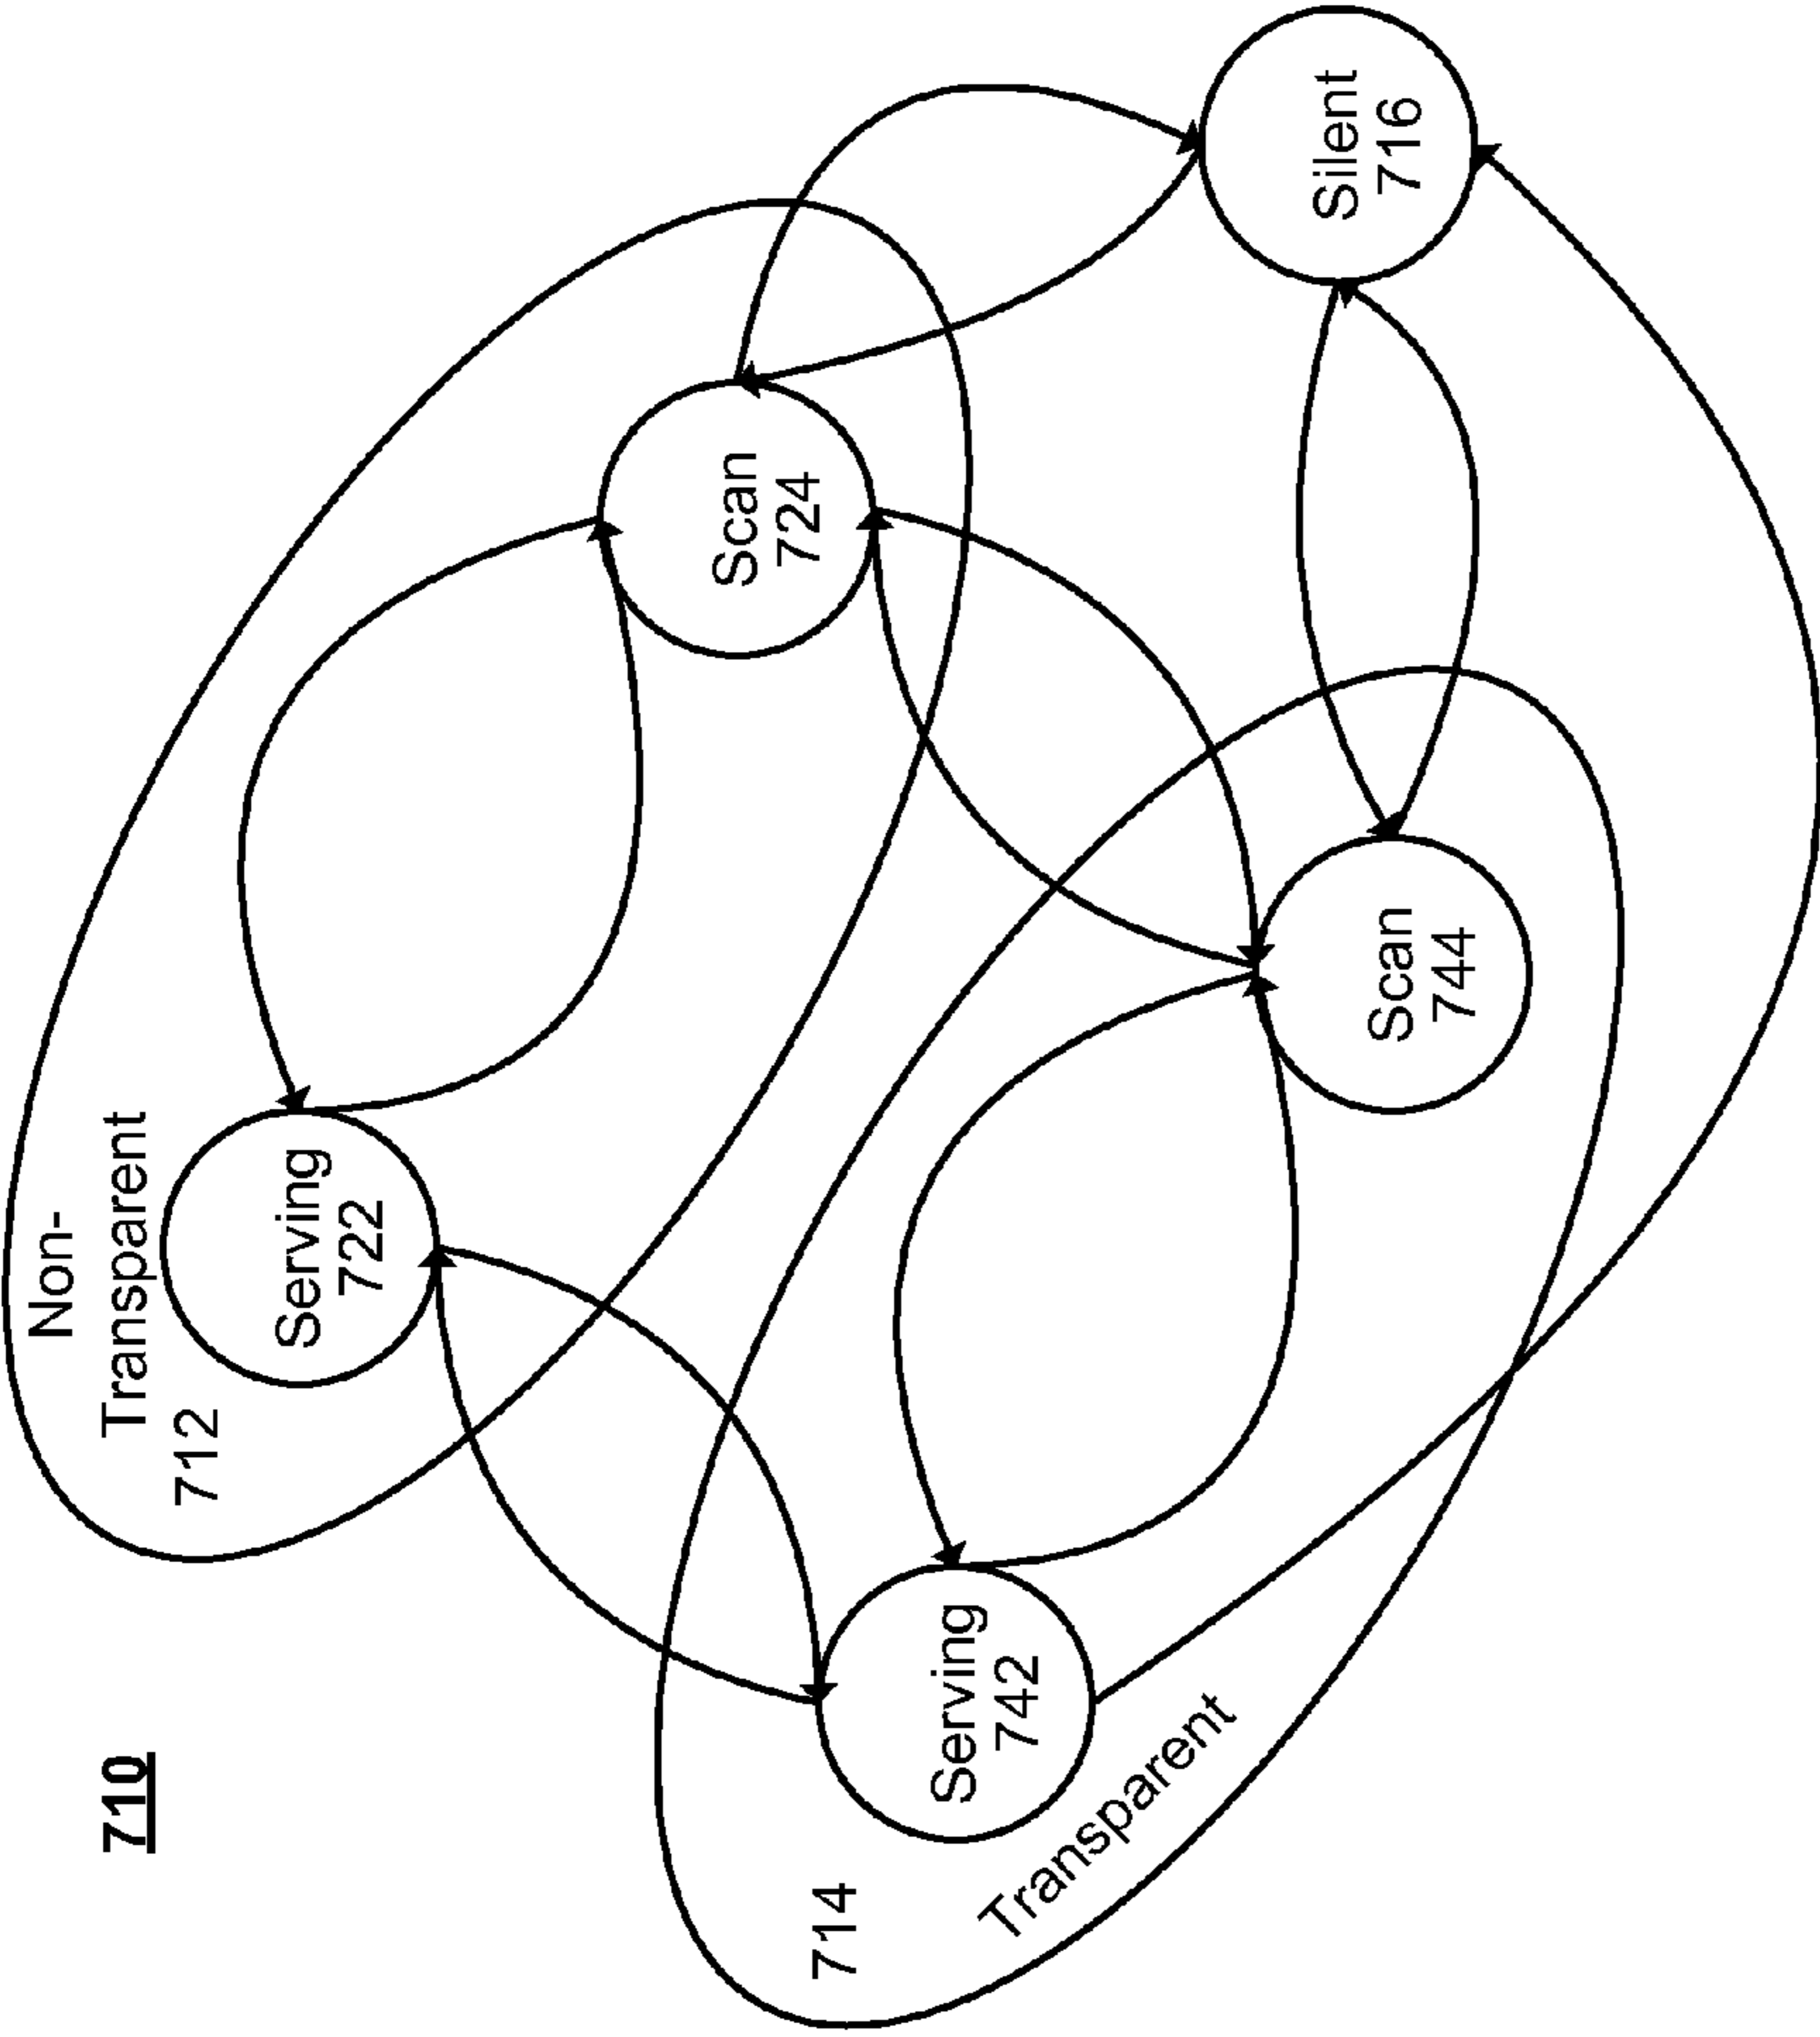 710
Non-
Transparent
712
Serving
722
Scan
724
714
Serving
742
Scan
744
Silent
716
Transparent